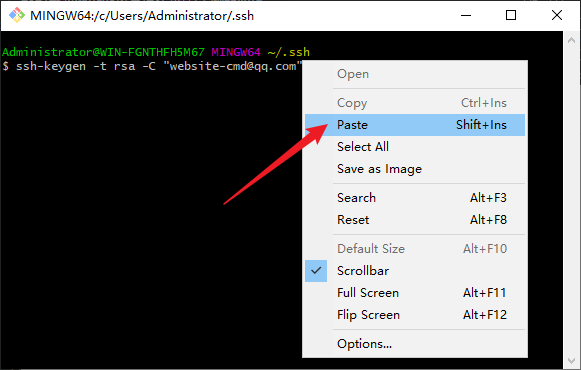 MINGW64:/c/Users/Administrator/.ssh
Administrator@WIN-FGNTHFH5M67 MINGW64 ~/.ssh
$ ssh-keygen -t rsa -C "website-cmd@qq.com"
Open
Copy Ctrl+Ins
Paste Shift+Ins
Select All
Save as Image
Search Alt+F3
Reset Alt+F8
Default Size Alt+F10
Scrollbar
Full Screen Alt+F11
Flip Screen Alt+F12
Options...